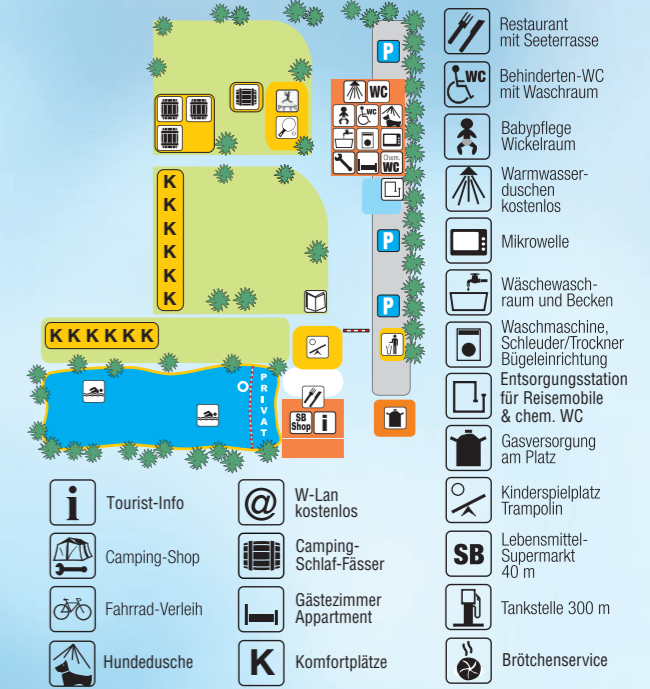 P
WC
WC
Chem.
WC
K
K
K
K
K
K
P
P
K K K K K K
PRIVAT
SB
Shop
i
Restaurant
mit Seeterrasse
WC
Behinderten-WC
mit Waschraum
Babypflege
Wickelraum
Warmwasser-
duschen
kostenlos
Mikrowelle
Wäschewasch-
raum und Becken
Waschmaschine,
Schleuder/Trockner
Bügeleinrichtung
Entsorgungsstation
für Reisemobile
& chem. WC
Gasversorgung
am Platz
Kinderspielplatz
Trampolin
SB
Lebensmittel-
Supermarkt
40 m
Tankstelle 300 m
Brötchenservice
i
Tourist-Info
Camping-Shop
Fahrrad-Verleih
Hundedusche
@
W-Lan
kostenlos
Camping-
Schlaf-Fässer
Gästezimmer
Appartment
K
Komfortplätze